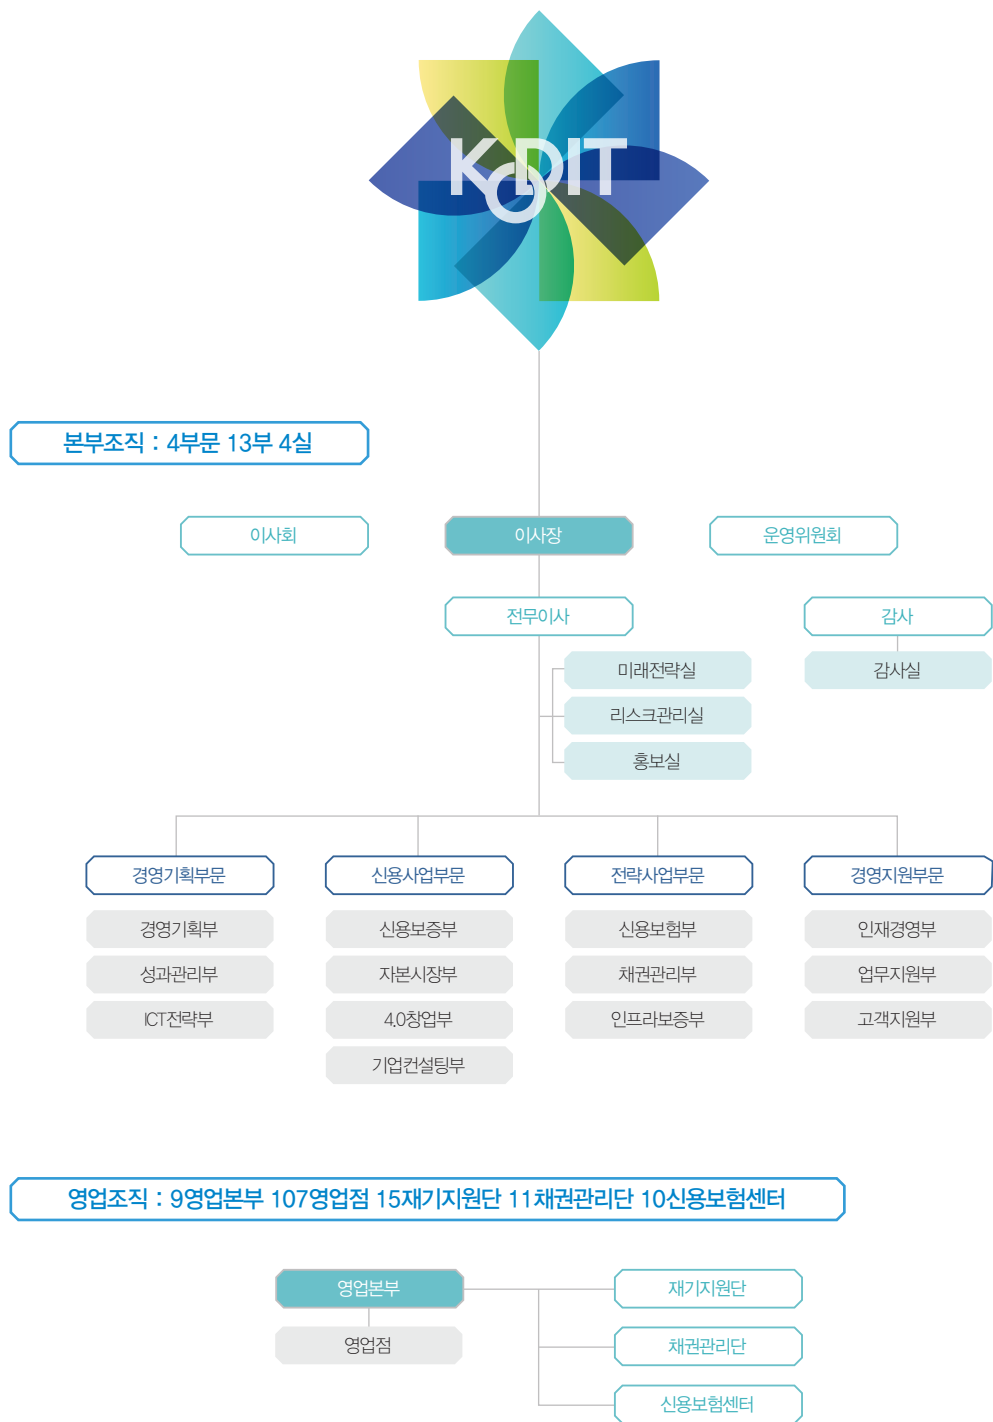 KODIT
본부조직 : 4부문 13부 4실
이사회
이사장
운영위원회
전무이사
감사
미래전략실
감사실
리스크관리실
홍보실
경영기획부문
신용사업부문
전략사업부문
경영지원부문
경영기획부
신용보증부
신용보험부
인재경영부
성과관리부
자본시장부
채권관리부
업무지원부
ICT전략부
4.0창업부
인프라보증부
고객지원부
기업컨설팅부
영업조직 : 9영업본부 107영업점 15재기지원단 11채권관리단 10신용보험센터
영업본부
재기지원단
영업점
채권관리단
신용보험센터